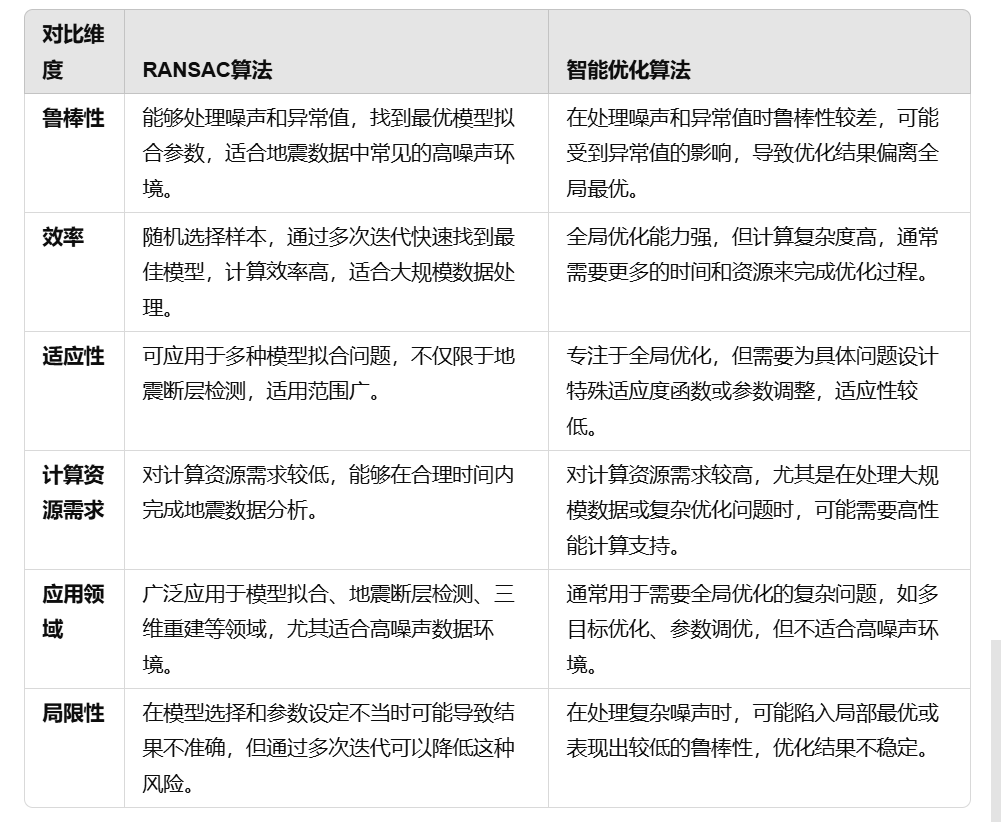 对比维
度
RANSAC算法
智能优化算法
鲁棒性
能够处理噪声和异常值，找到最优模型拟
合参数，适合地震数据中常见的高噪声环
境。
在处理噪声和异常值时鲁棒性较差，可能
受到异常值的影响，导致优化结果偏离全
局最优。
效率
随机选择样本，通过多次迭代快速找到最
佳模型，计算效率高，适合大规模数据处
理。
全局优化能力强，但计算复杂度高，通常
需要更多的时间和资源来完成优化过程。
适应性
可应用于多种模型拟合问题，不仅限于地
震断层检测，适用范围广。
专注于全局优化，但需要为具体问题设计
特殊适应度函数或参数调整，适应性较
低。
计算资
源需求
对计算资源需求较低，能够在合理时间内
完成地震数据分析。
对计算资源需求较高，尤其是在处理大规
模数据或复杂优化问题时，可能需要高性
能计算支持。
应用领
域
广泛应用于模型拟合、地震断层检测、三
维重建等领域，尤其适合高噪声数据环
境。
通常用于需要全局优化的复杂问题，如多
目标优化、参数调优，但不适合高噪声环
境。
局限性
在模型选择和参数设定不当时可能导致结
果不准确，但通过多次迭代可以降低这种
风险。
在处理复杂噪声时，可能陷入局部最优或
表现出较低的鲁棒性，优化结果不稳定。